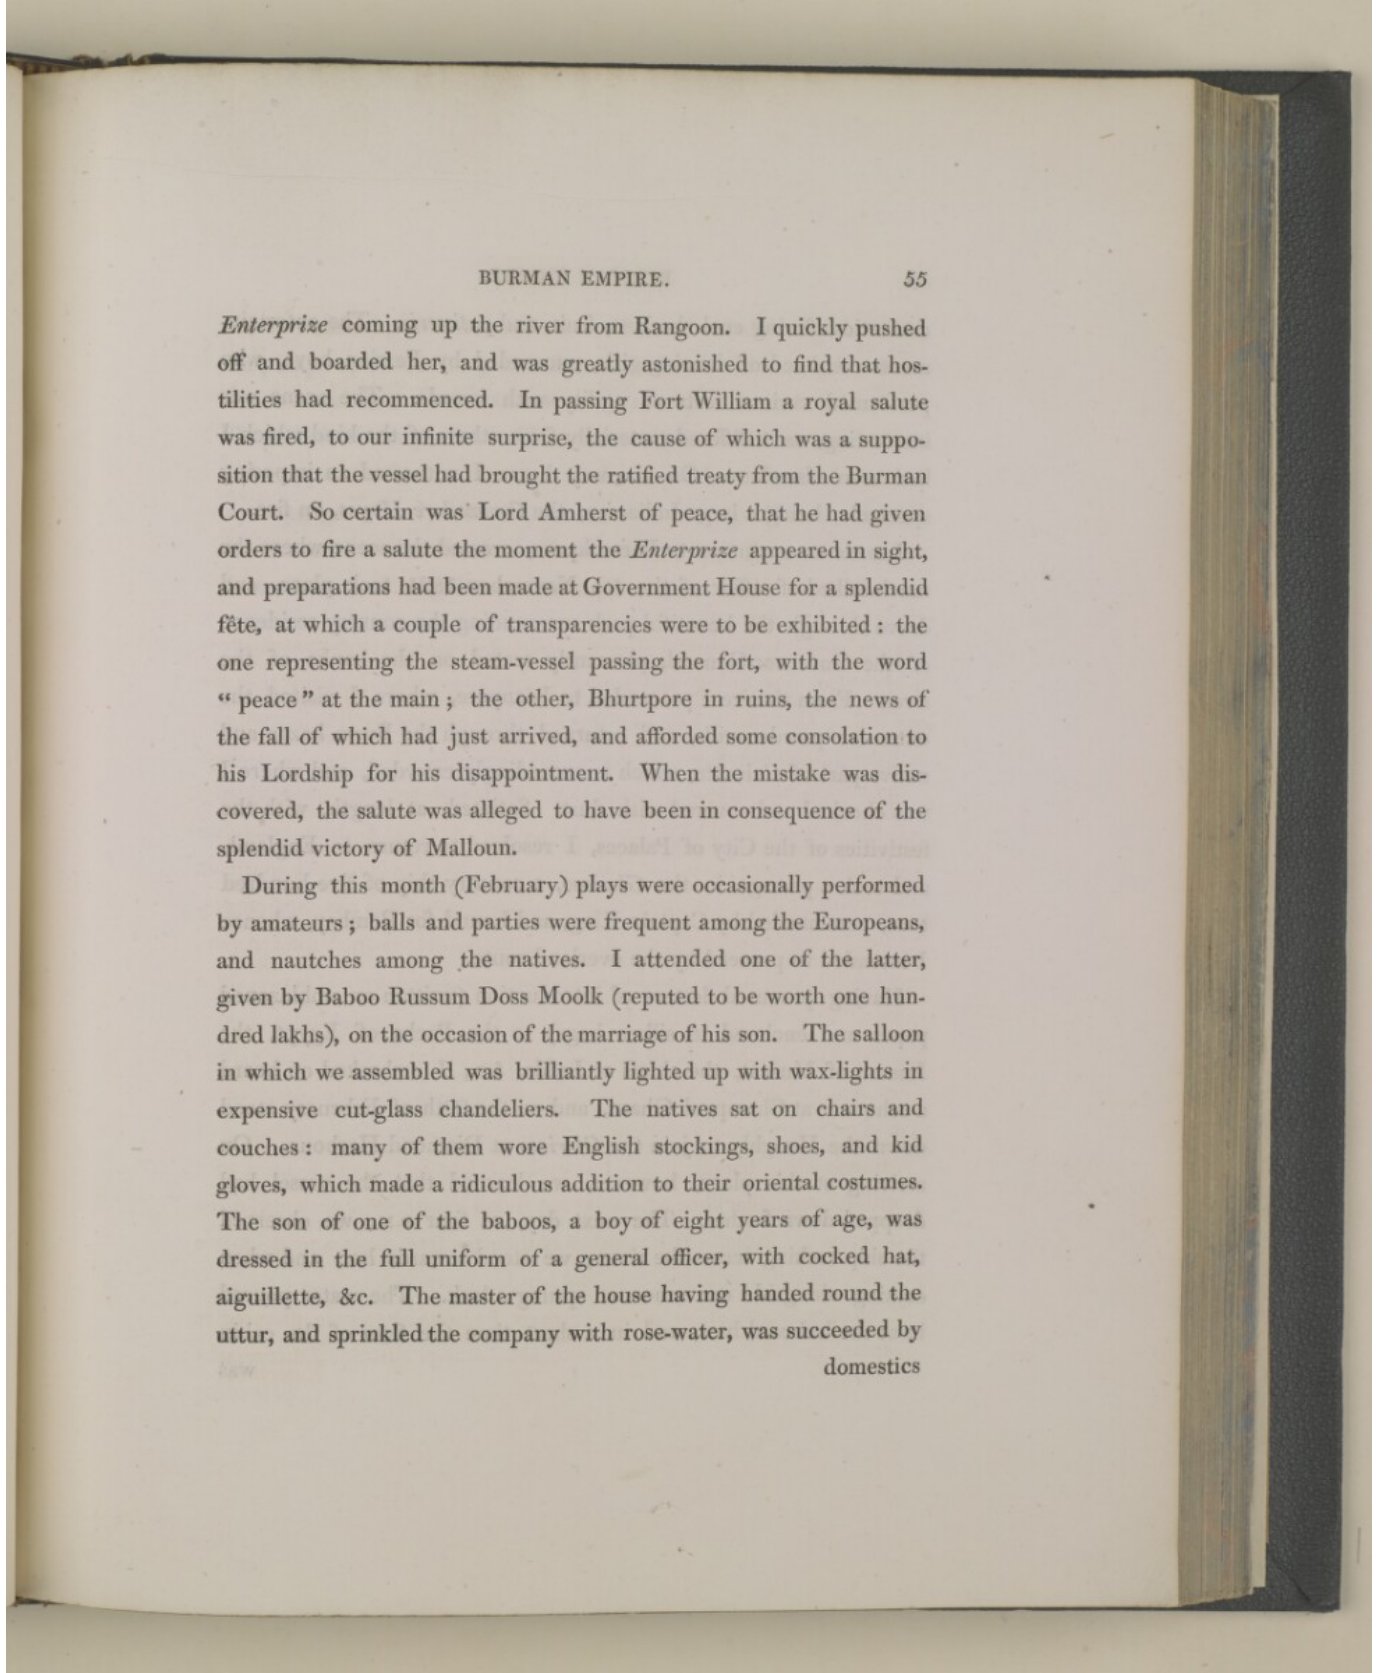 BURMAN EMPIRE. 55
Enterprize coming up the river from Rangoon. I quickly pushed
off and boarded her, and was greatly astonished to find that hos-
tilities had recommenced. In passing Fort William a royal salute
was fired, to our infinite surprise, the cause of which was a suppo-
sition that the vessel had brought the ratified treaty from the Burman
Court. So certain was Lord Amherst of peace, that he had given
orders to fire a salute the moment the Enterprize appeared in sight,
and preparations had been made at Government House for a splendid
fête, at which a couple of transparencies were to be exhibited : the
one representing the steam-vessel passing the fort, with the word
“ peace ” at the main ; the other, Bhurtpore in ruins, the news of
the fall of which had just arrived, and afforded some consolation to
his Lordship for his disappointment. When the mistake was dis-
covered, the salute was alleged to have been in consequence of the
splendid victory of Malloun.
During this month (February) plays were occasionally performed
by amateurs ; balls and parties were frequent among the Europeans,
and nautches among the natives. I attended one of the latter,
given by Baboo Russum Doss Moolk (reputed to be worth one hun-
dred lakhs), on the occasion of the marriage of his son. The salloon
in which we assembled was brilliantly lighted up with wax-lights in
expensive cut-glass chandeliers. The natives sat on chairs and
couches : many of them wore English stockings, shoes, and kid
gloves, which made a ridiculous addition to their oriental costumes.
The son of one of the baboos, a boy of eight years of age, was
dressed in the full uniform of a general officer, with cocked hat,
aiguillette, &c. The master of the house having handed round the
uttur, and sprinkled the company with rose-water, was succeeded by
domestics